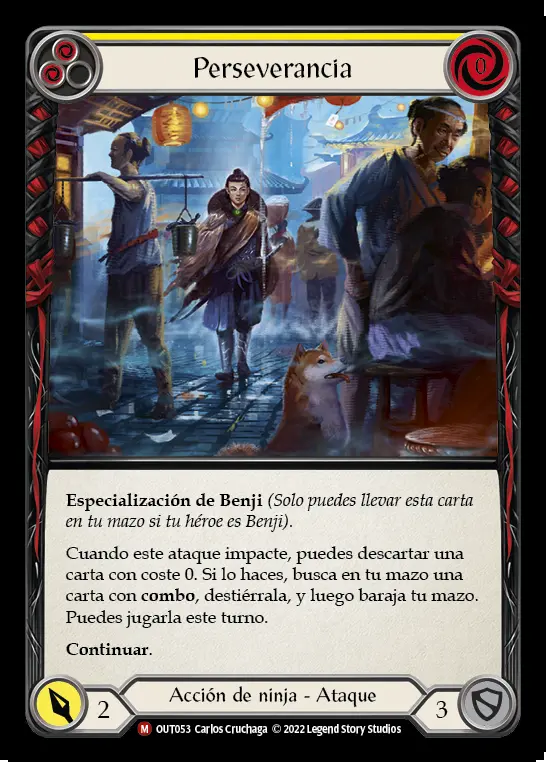 Perseverancia
0
Especialización de Benji (Solo puedes llevar esta carta
en tu mazo si tu héroe es Benji).
Cuando este ataque impacte, puedes descartar una
carta con coste 0. Si lo haces, busca en tu mazo una
carta con combo, destiérrala, y luego baraja tu mazo.
Puedes jugarla este turno.
Continuar.
2
Acción de ninja - Ataque
3
M OUT053 Carlos Cruchaga © 2022 Legend Story Studios